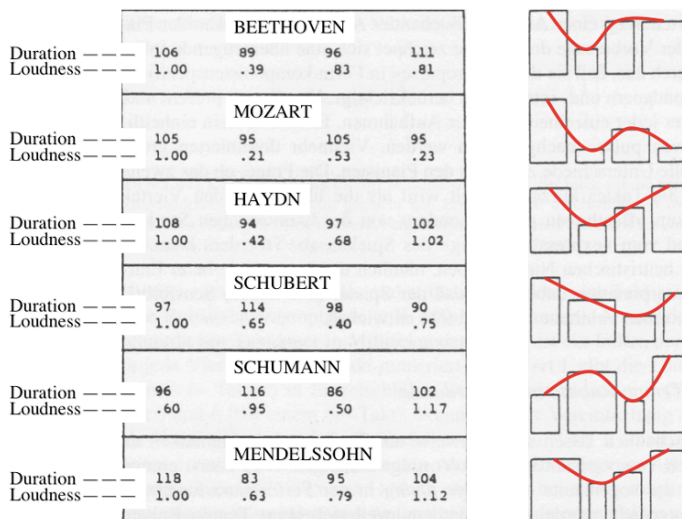 BEETHOVEN
Duration 106 89 96 111
Loudness 1.00 .39 .83 .81
MOZART
Duration 105 95 105 95
Loudness 1.00 .21 .53 .23
HAYDN
Duration 108 94 97 102
Loudness 1.00 .42 .68 1.02
SCHUBERT
Duration 97 114 98 90
Loudness 1.00 .65 .40 .75
SCHUMANN
Duration 96 116 86 102
Loudness .60 .95 .50 1.17
MENDELSSOHN
Duration 118 83 95 104
Loudness 1.00 .63 .79 1.12